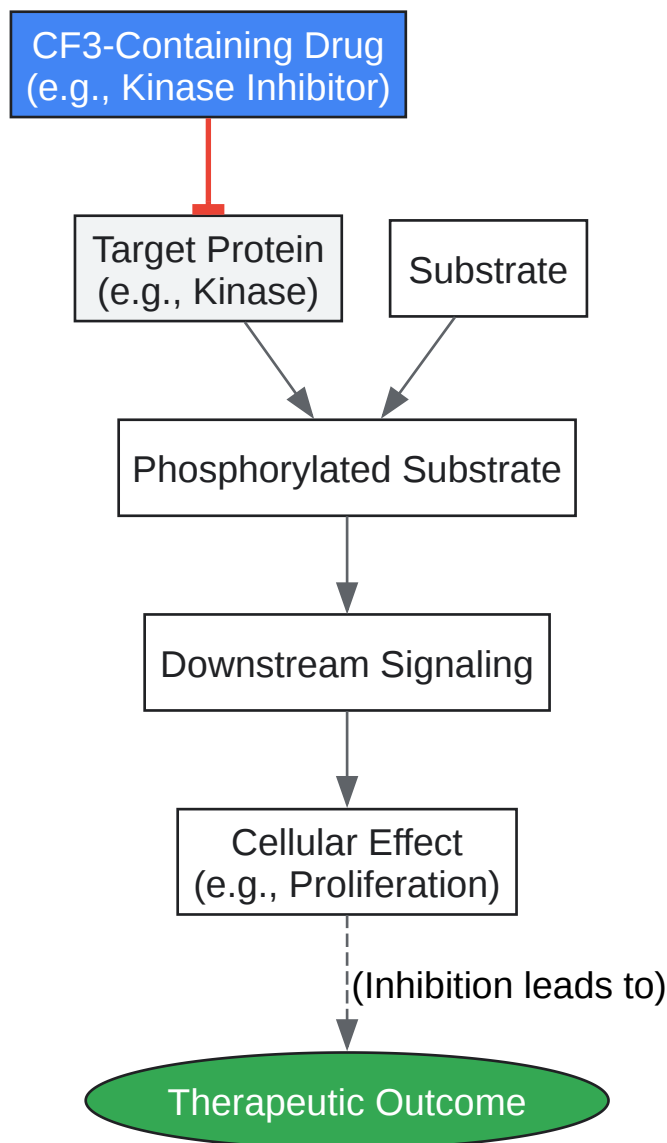 CF3-Containing Drug
(e.g., Kinase Inhibitor)
Target Protein
(e.g., Kinase)
Substrate
Phosphorylated Substrate
Downstream Signaling
Cellular Effect
(e.g., Proliferation)
(Inhibition leads to)
Therapeutic Outcome